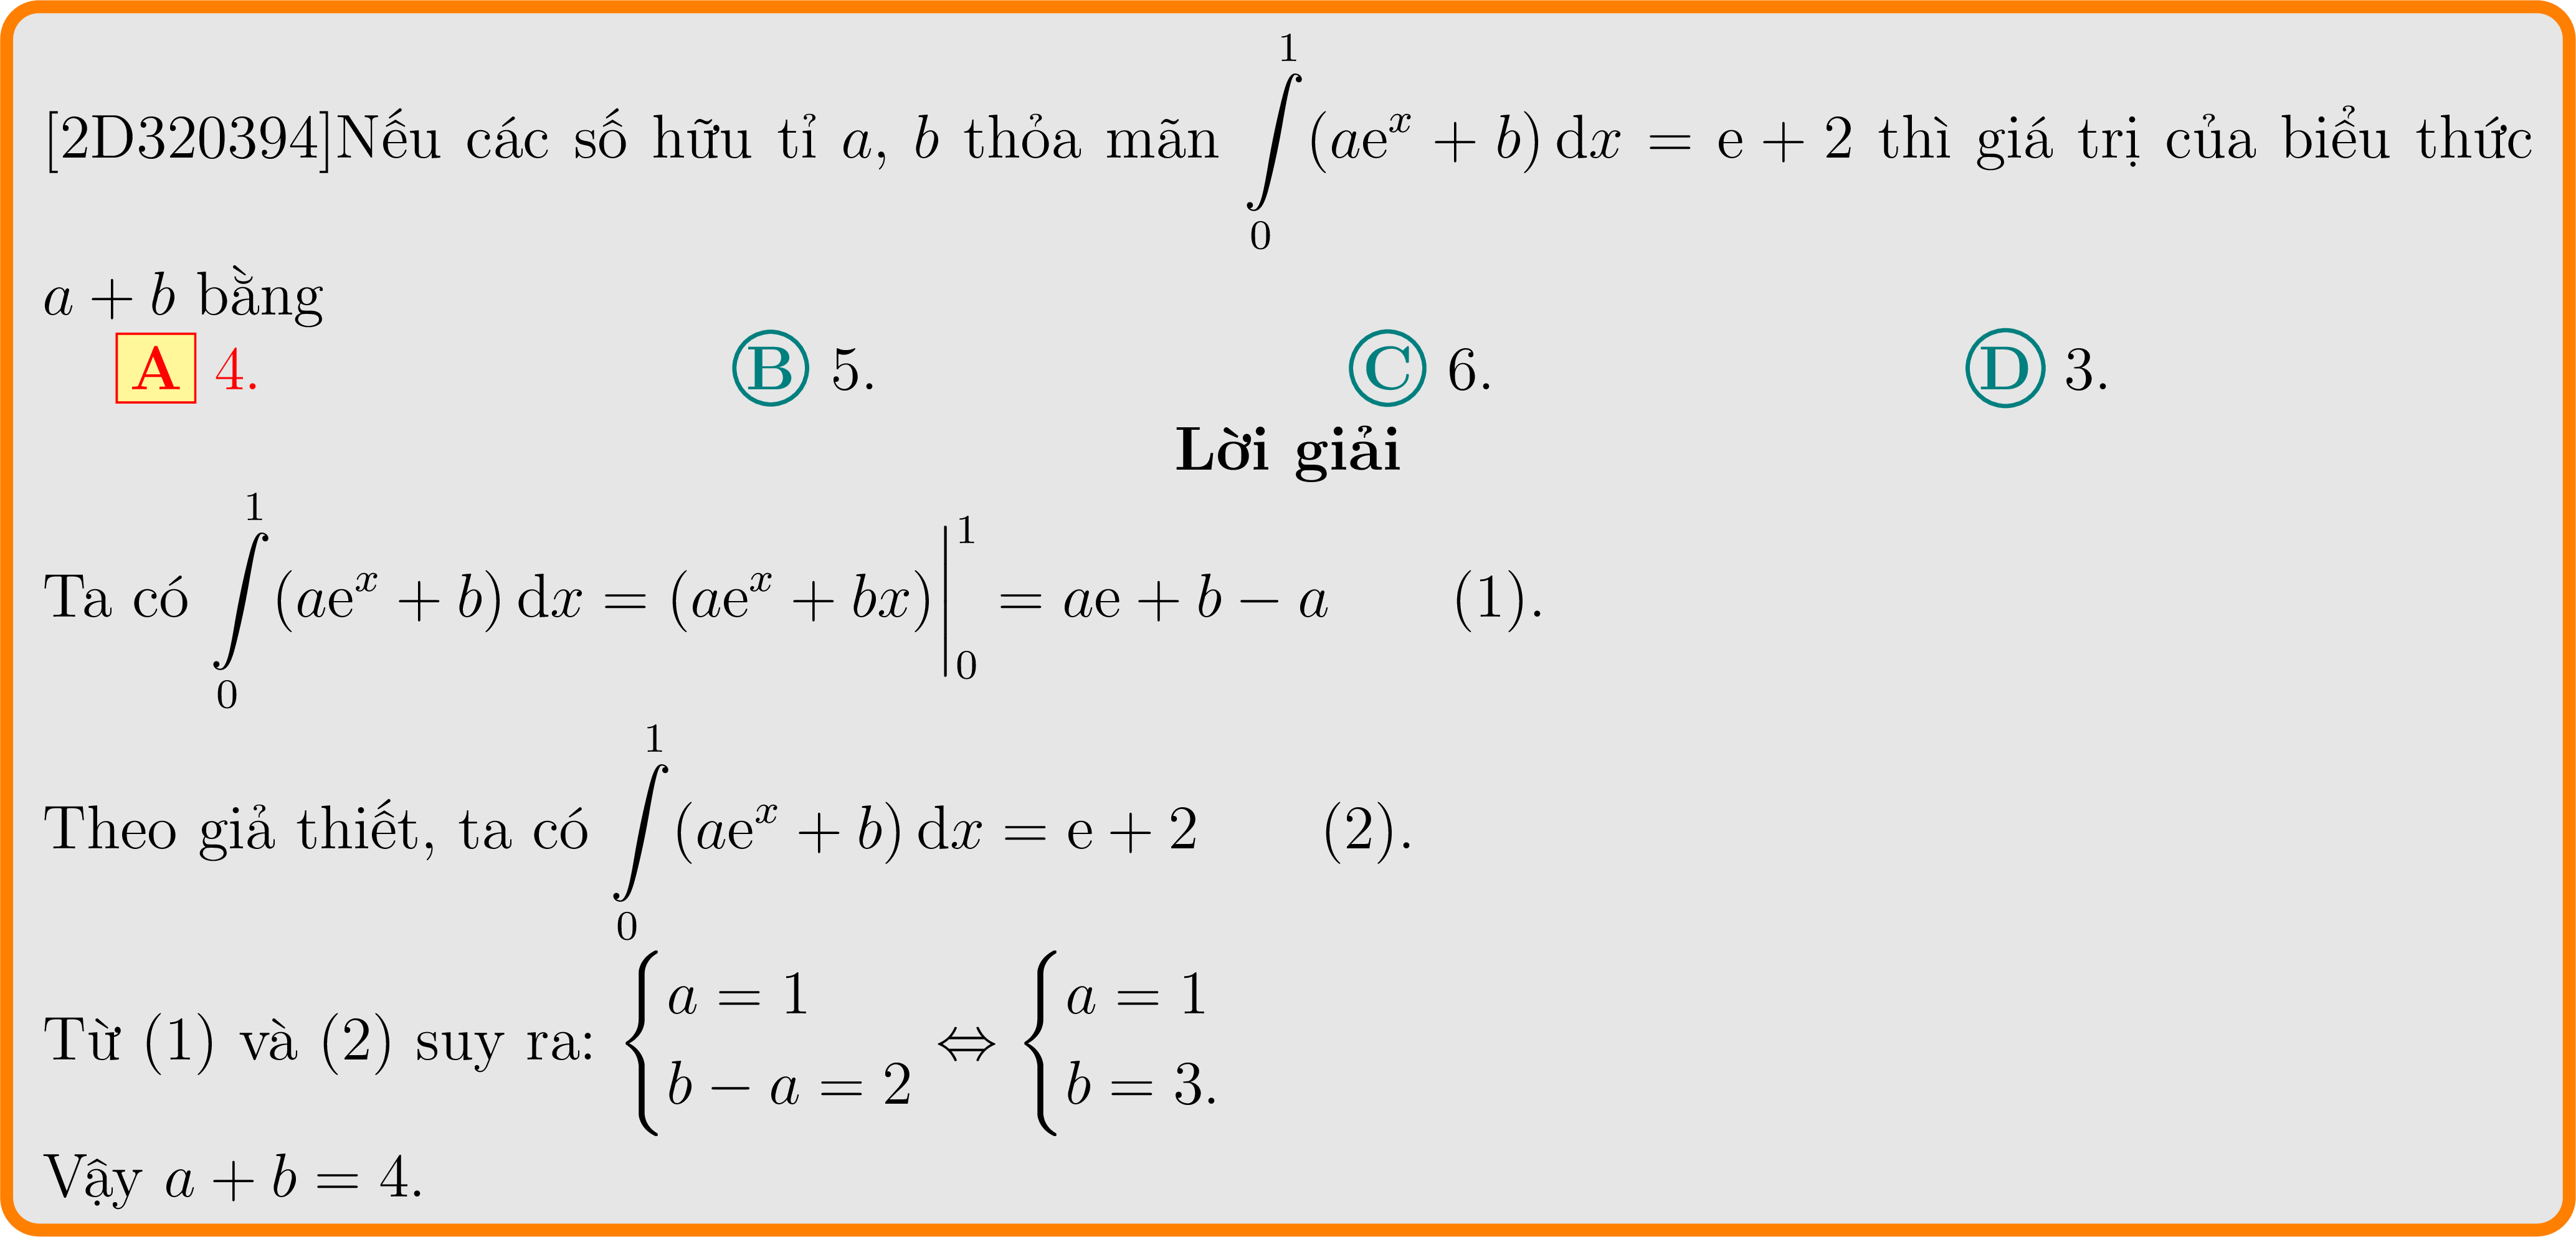 [2D320394]Nếu các số hữu tỉ a, b thỏa mãn \int\limits_0^1 (ae^x + b) dx = e + 2 thì giá trị của biểu thức
a + b bằng
A 4. B 5. C 6. D 3.
Lời giải
Ta có \int\limits_0^1 (ae^x + b) dx = (ae^x + bx)|_0^1 = ae + b − a (1).
Theo giả thiết, ta có \int\limits_0^1 (ae^x + b) dx = e + 2 (2).
Từ (1) và (2) suy ra: \begin{cases} a = 1 \\ b − a = 2 \end{cases} ⇔ \begin{cases} a = 1 \\ b = 3. \end{cases}
Vậy a + b = 4.